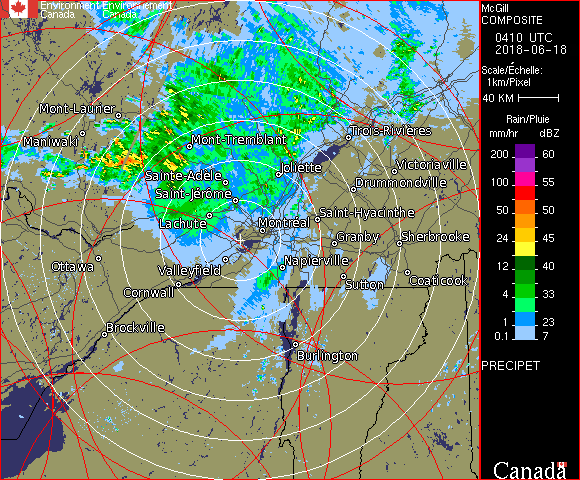 Environment Environnement
Canada Canada
McGill
COMPOSITE
0410 UTC
2018-06-18
Scale/Échelle:
1km/Pixel
40 KM
Rain/Pluie
mm/hr dBZ
200 60
100 55
50 50
24 45
12 40
4 33
1 23
0.1 7
PRECIPET
Canada
Mont-Laurier
Maniwaki
Mont-Tremblant
Trois-Rivières
Sainte-Adèle
Joliette
Victoriaville
Saint-Jérôme
Drummondville
Lachute
Montréal
Saint-Hyacinthe
Granby
Sherbrooke
Ottawa
Valleyfield
Napierville
Cornwall
Sutton
Coaticook
Brockville
Burlington